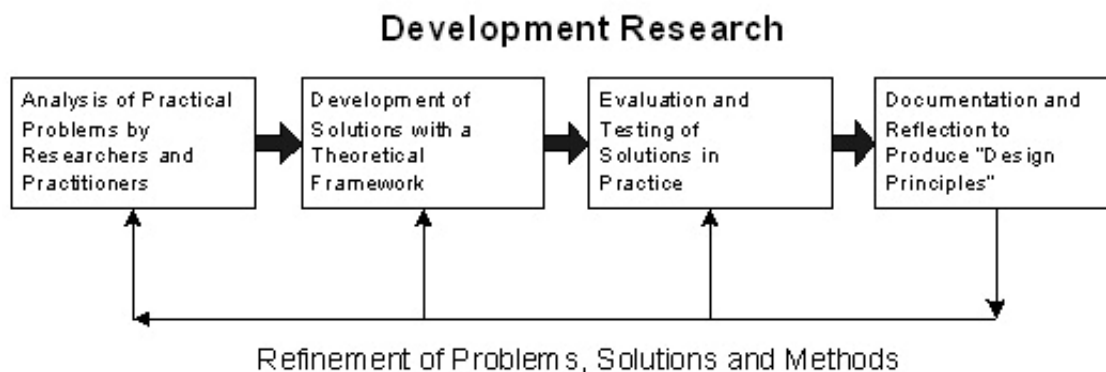 Development Research
Analysis of Practical
Problems by
Researchers and
Practitioners
Development of
Solutions with a
Theoretical
Framework
Evaluation and
Testing of
Solutions in
Practice
Documentation and
Reflection to
Produce "Design
Principles"
Refinement of Problems, Solutions and Methods